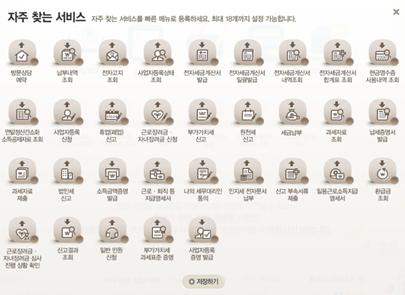 자주 찾는 서비스 자주 찾는 서비스를 빠른 메뉴로 등록하세요. 최대 18개까지 설정 가능합니다.
방문상담
예약
납부내역
조회
전자고지
조회
사업자등록상태
조회
전자세금계산서
발급
전자세금계산서
일괄발급
전자세금계산서
내역조회
전자세금계산서
합계표 조회
현금영수증
사용내역 조회
연말정산간소화
소득공제자료 조회
사업자등록
신청
휴업(폐업)
신고
근로장려금 ·
자녀장려금 신청
부가가치세
신고
원천세
신고
세금납부
과세자료
조회
납세증명서
발급
과세자료
제출
법인세
신고
소득금액증명
발급
근로 · 퇴직 등
지급명세서
나의 세무대리인
동의
인지세 전자문서
납부
신고 부속서류
제출
일용근로소득지급
명세서
환급금
조회
근로장려금 ·
자녀장려금 심사
진행 상황 확인
신고결과
조회
일반 민원
신청
부가가치세
과세표준 증명
사업자등록
증명 발급
저장하기